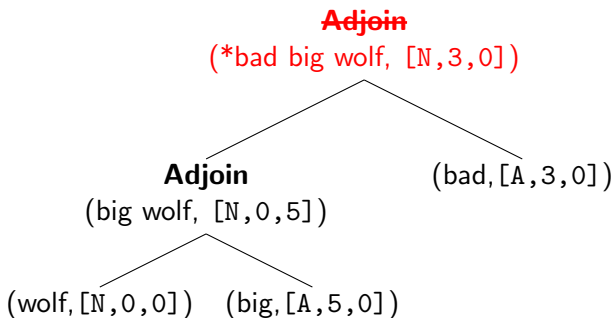 Adjoin
(*bad big wolf, [N,3,0])
Adjoin
(bad,[A,3,0])
(big wolf, [N,0,5])
(wolf,[N,0,0]) (big,[A,5,0])